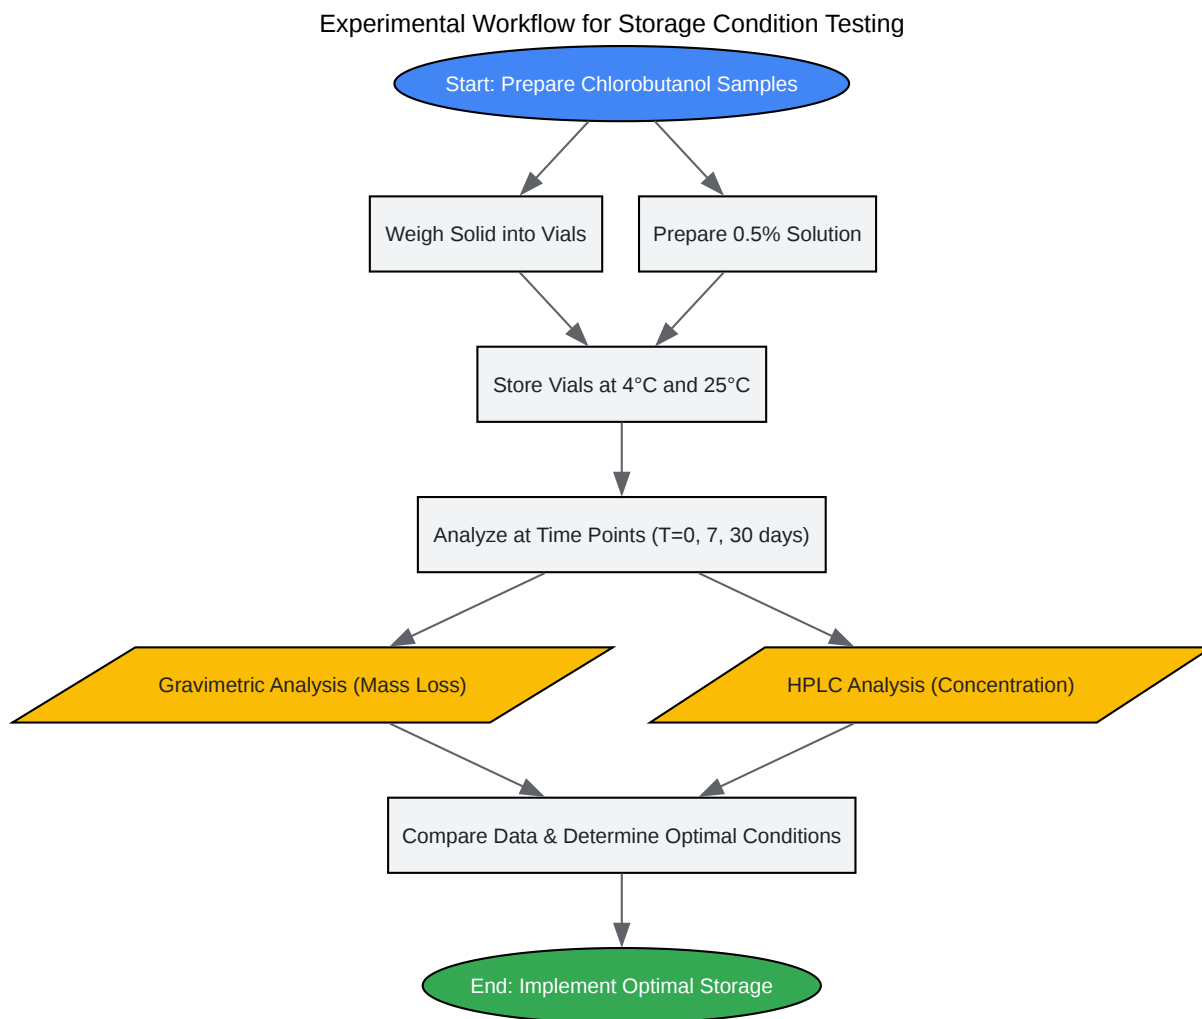 Experimental Workflow for Storage Condition Testing
Start: Prepare Chlorobutanol Samples
Weigh Solid into Vials
Prepare 0.5% Solution
Store Vials at 4°C and 25°C
Analyze at Time Points (T=0, 7, 30 days)
Gravimetric Analysis (Mass Loss)
HPLC Analysis (Concentration)
Compare Data & Determine Optimal Conditions
End: Implement Optimal Storage